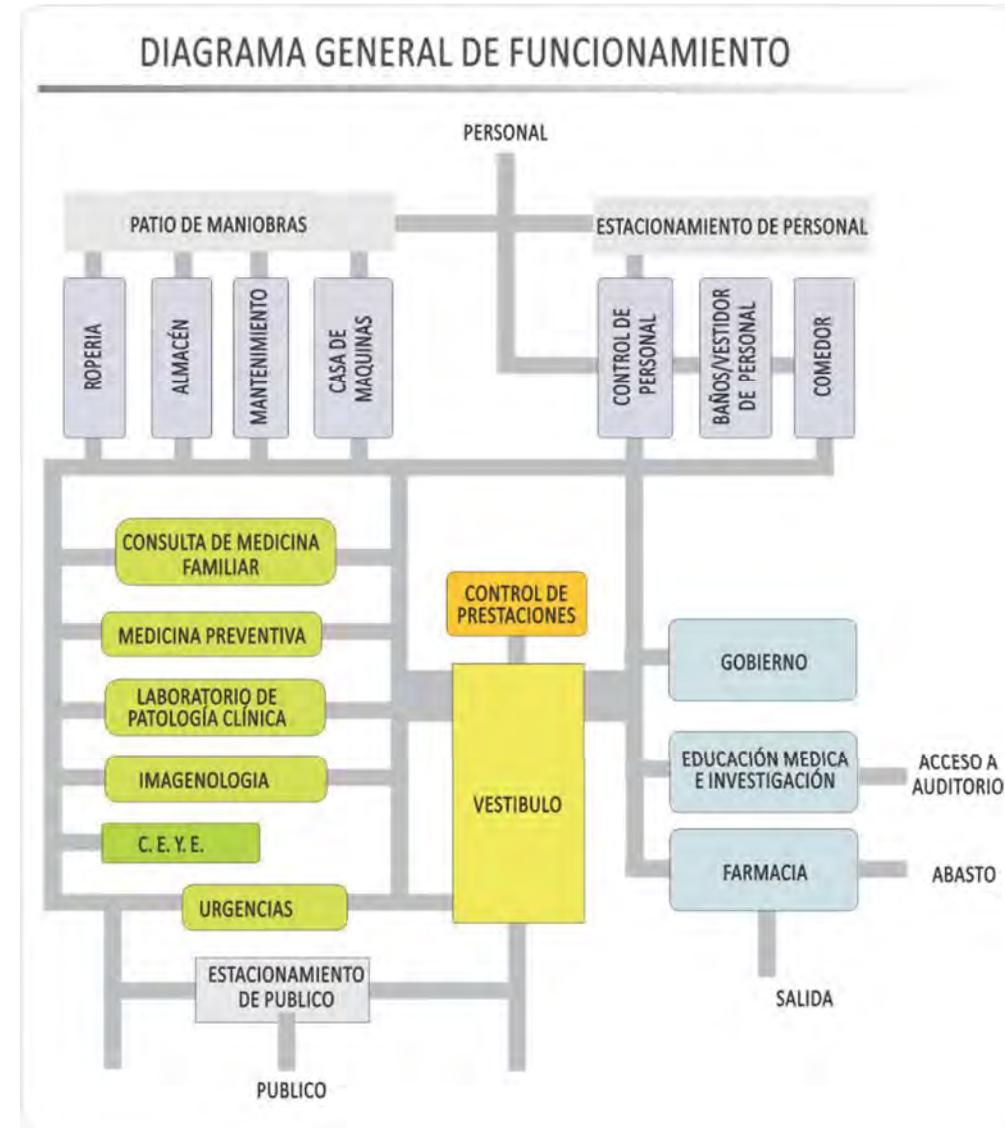 DIAGRAMA GENERAL DE FUNCIONAMIENTO
PERSONAL
PATIO DE MANIOBRAS
ESTACIONAMIENTO DE PERSONAL
ROPERIA
ALMACÉN
MANTENIMIENTO
CASA DE
MAQUINAS
CONTROL DE
PERSONAL
BAÑOS/VESTIDOR
DE PERSONAL
COMEDOR
CONSULTA DE MEDICINA
FAMILIAR
MEDICINA PREVENTIVA
LABORATORIO DE
PATOLOGÍA CLÍNICA
IMAGENOLOGIA
C. E. Y. E.
URGENCIAS
CONTROL DE
PRESTACIONES
VESTIBULO
GOBIERNO
EDUCACIÓN MEDICA
E INVESTIGACIÓN
ACCESO A
AUDITORIO
FARMACIA
ABASTO
SALIDA
ESTACIONAMIENTO
DE PUBLICO
PUBLICO